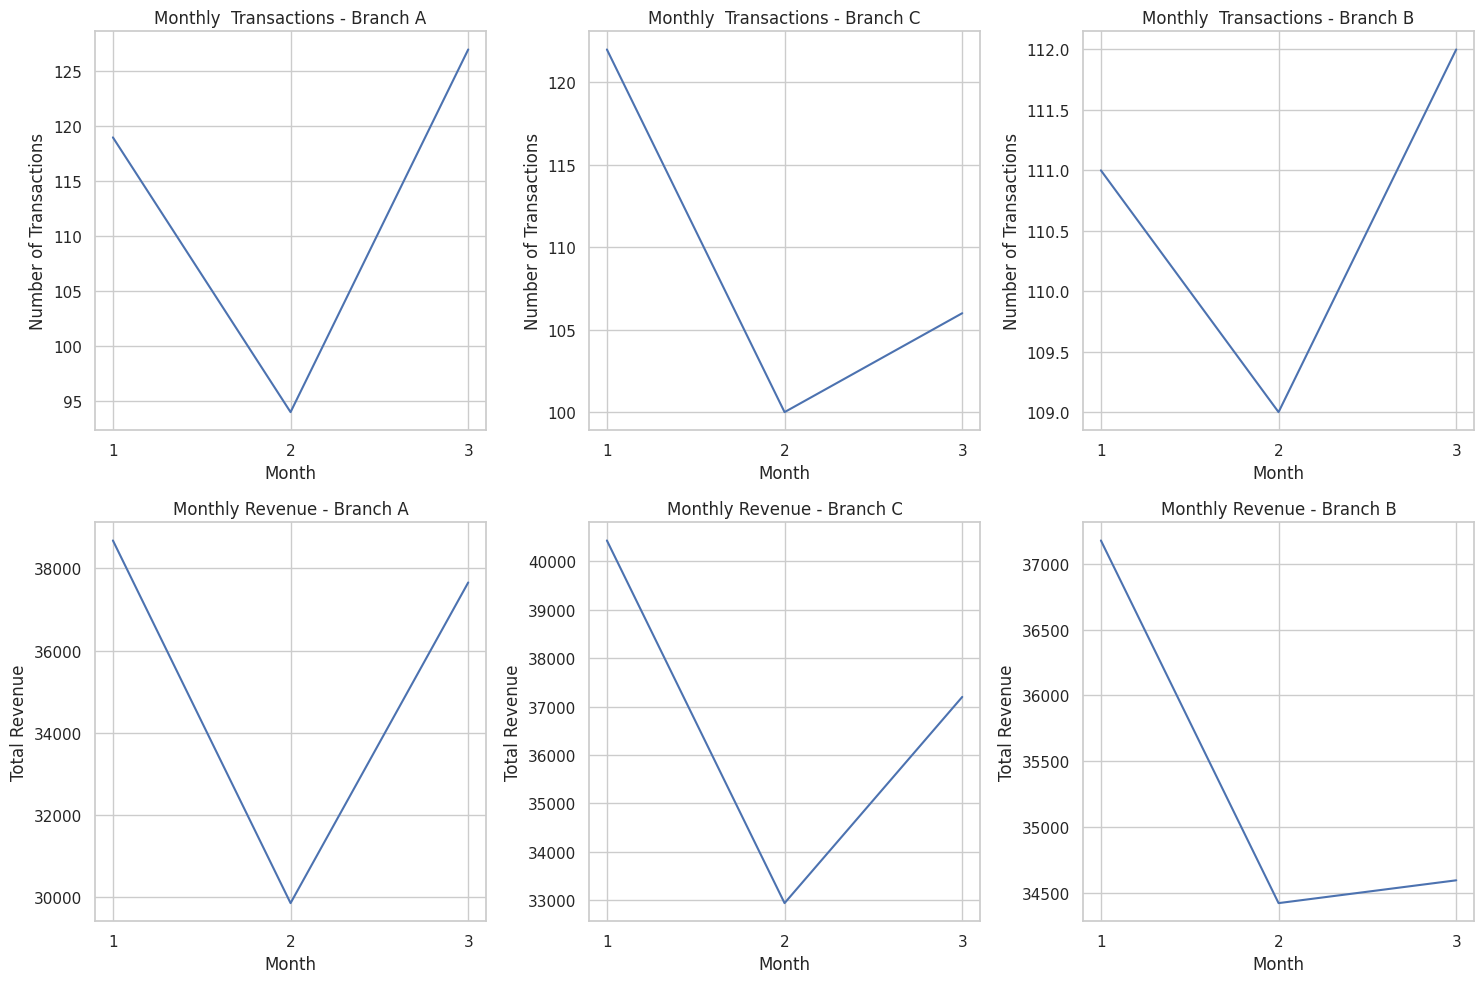 Monthly  Transactions - Branch A
Number of Transactions
125
120
115
110
105
100
95
1 2 3
Month
Monthly  Transactions - Branch C
Number of Transactions
120
115
110
105
100
1 2 3
Month
Monthly  Transactions - Branch B
Number of Transactions
112.0
111.5
111.0
110.5
110.0
109.5
109.0
1 2 3
Month
Monthly Revenue - Branch A
Total Revenue
38000
36000
34000
32000
30000
1 2 3
Month
Monthly Revenue - Branch C
Total Revenue
40000
39000
38000
37000
36000
35000
34000
33000
1 2 3
Month
Monthly Revenue - Branch B
Total Revenue
37000
36500
36000
35500
35000
34500
1 2 3
Month